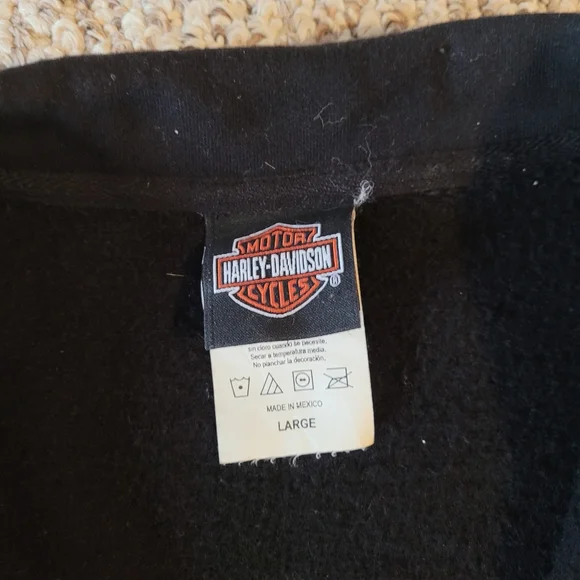 MOTOR
HARLEY-DAVIDSON
CYCLES
®
sin cloro cuando se necesite.
Secar a temperatura media.
No planchar la decoración.
MADE IN MEXICO
LARGE